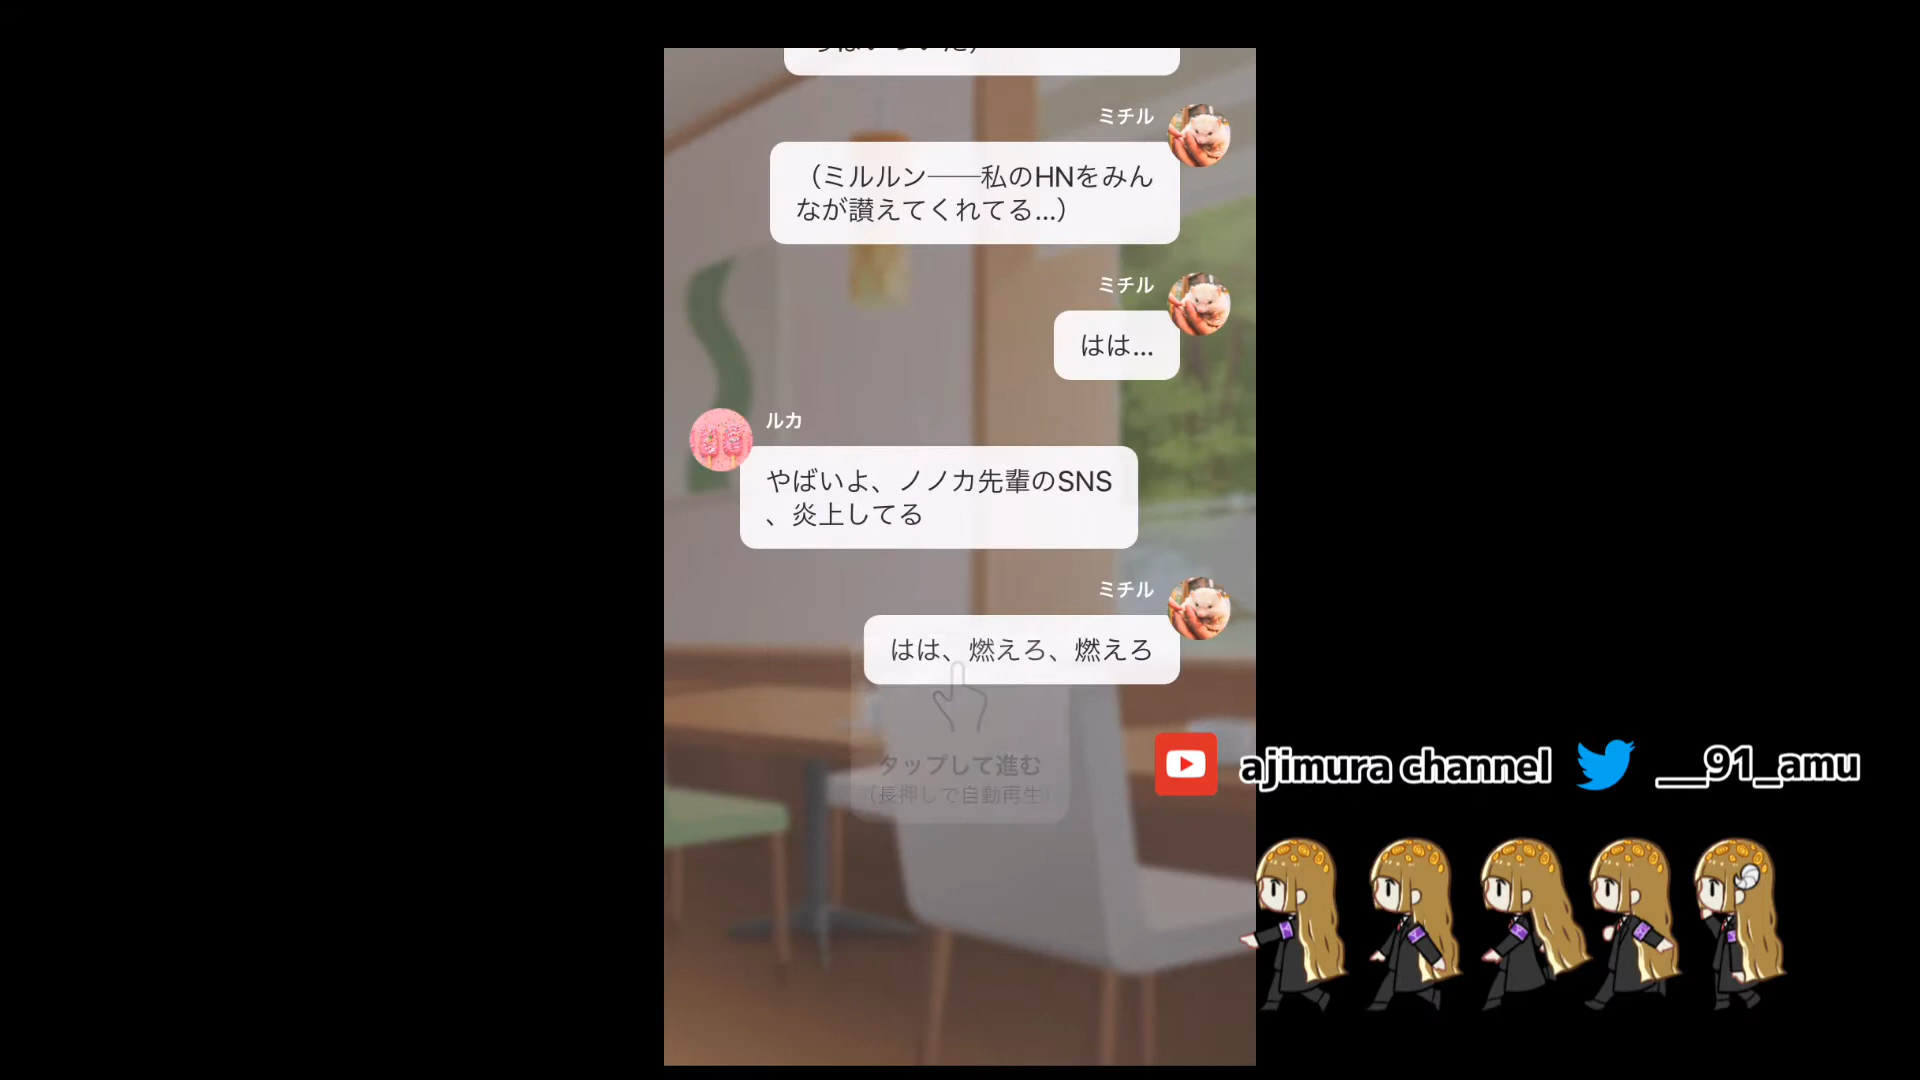 ミチル
（ミルルン──私のHNをみん
なが讃えてくれてる...）
ミチル
はは...
ルカ
やばいよ、ノノカ先輩のSNS
、炎上してる
ミチル
はは、燃えろ、燃えろ
タップして進む
（長押しで自動再生）
ajimura channel
__91_amu